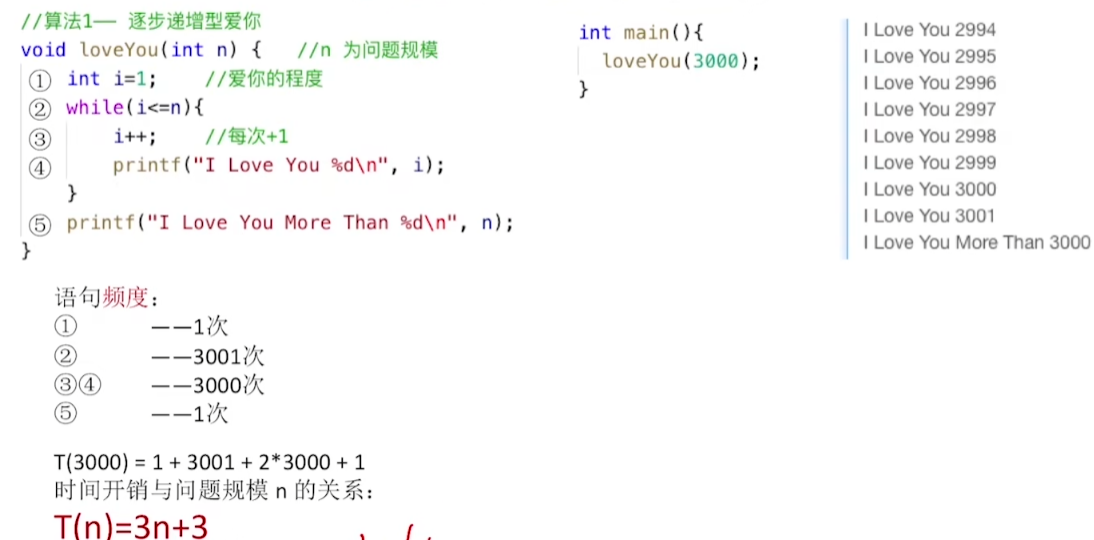 //算法1—— 逐步递增型爱你
void loveYou(int n) { //n 为问题规模
① int i=1; //爱你的程度
② while(i<=n){
③ i++; //每次+1
④ printf("I Love You %d\n", i);
}
⑤ printf("I Love You More Than %d\n", n);
}
int main(){
loveYou(3000);
}
I Love You 2994
I Love You 2995
I Love You 2996
I Love You 2997
I Love You 2998
I Love You 2999
I Love You 3000
I Love You 3001
I Love You More Than 3000
语句频度：
① ——1次
② ——3001次
③④ ——3000次
⑤ ——1次
T(3000) = 1 + 3001 + 2*3000 + 1
时间开销与问题规模 n 的关系：
T(n)=3n+3